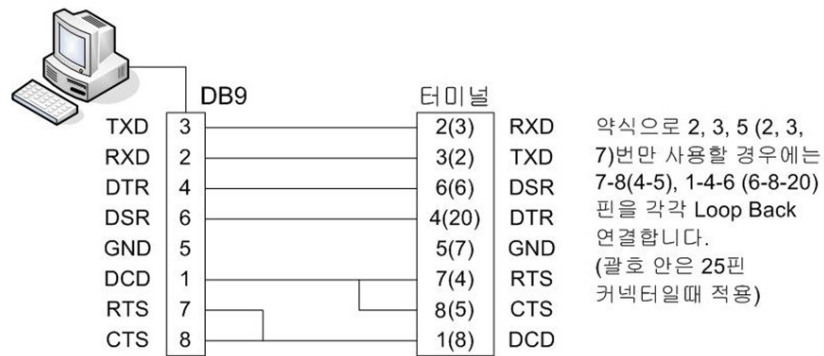 DB9 터미널
TXD 3 2(3) RXD
RXD 2 3(2) TXD
DTR 4 6(6) DSR
DSR 6 4(20) DTR
GND 5 5(7) GND
DCD 1 7(4) RTS
RTS 7 8(5) CTS
CTS 8 1(8) DCD
약식으로 2, 3, 5 (2, 3,
7)번만 사용할 경우에는
7-8(4-5), 1-4-6 (6-8-20)
핀을 각각 Loop Back
연결합니다.
(괄호 안은 25핀
커넥터일때 적용)